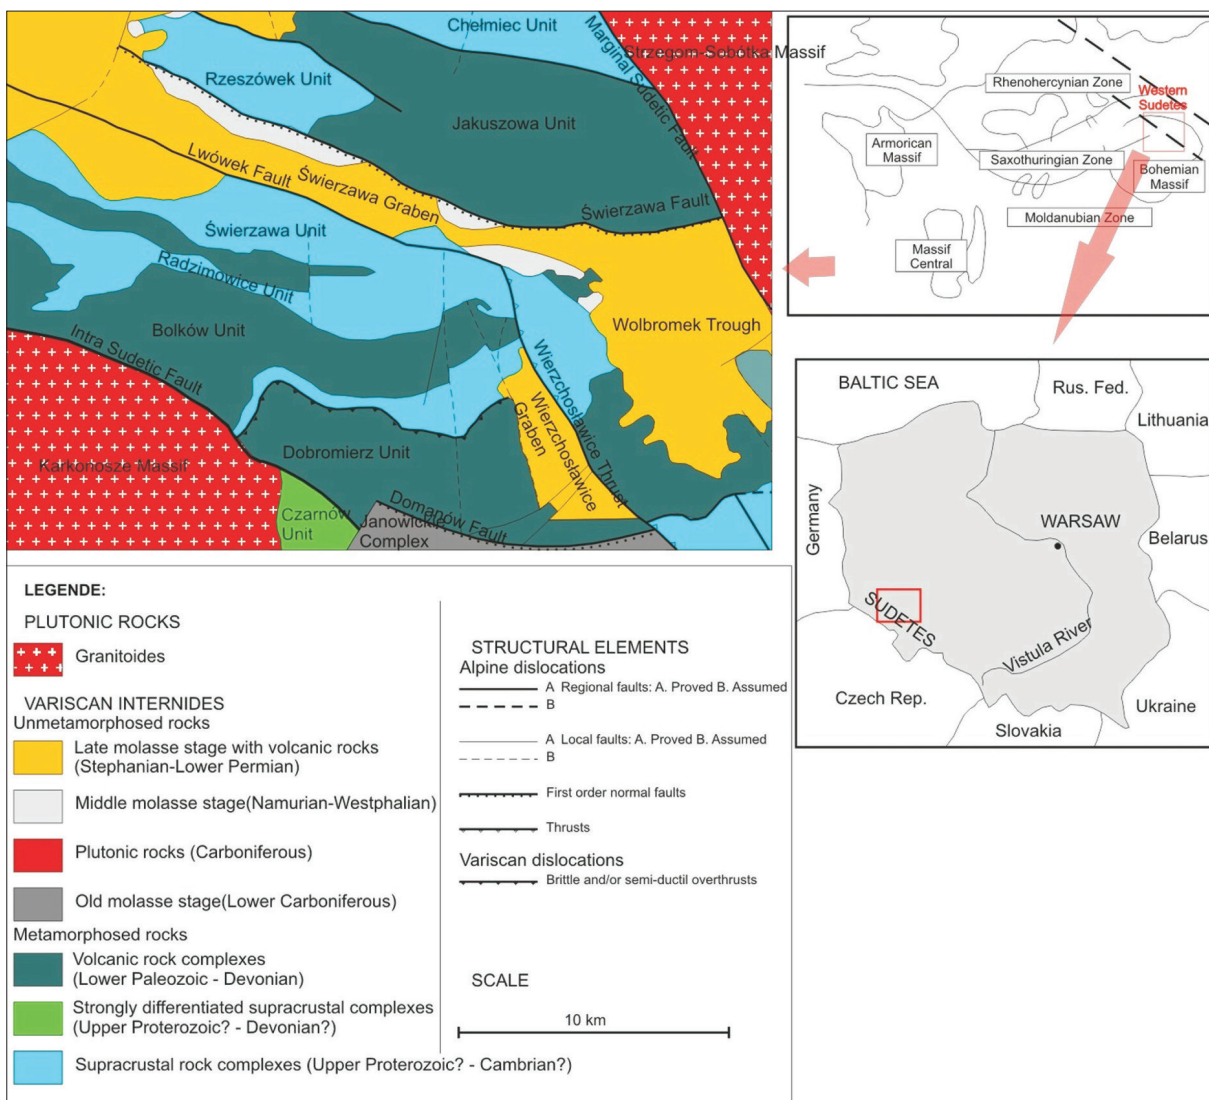 Chełmiec Unit
Marginal Sudetic Fault
Strzegom-Sobótka Massif
Rzeszówek Unit
Jakuszowa Unit
Lwówek Fault
Świerzawa Graben
Świerzawa Fault
Świerzawa Unit
Radzimowice Unit
Bolków Unit
Wolbromek Trough
Intra Sudetic Fault
Wierzchosławice Thrust
Wierzchosławice
Graben
Dobromierz Unit
Karkonosze Massif
Domanów Fault
Czarnów
Unit
Janowickie
Complex
Rhenohercynian Zone
Western
Sudetes
Armorican
Massif
Saxothuringian Zone
Bohemian
Massif
Moldanubian Zone
Massif
Central
BALTIC SEA
Rus. Fed.
Lithuania
Germany
WARSAW
Belarus
SUDETES
Vistula River
Czech Rep.
Ukraine
Slovakia
LEGENDE:
PLUTONIC ROCKS
Granitoides
VARISCAN INTERNIDES
Unmetamorphosed rocks
Late molasse stage with volcanic rocks
(Stephanian-Lower Permian)
Middle molasse stage(Namurian-Westphalian)
Plutonic rocks (Carboniferous)
Old molasse stage(Lower Carboniferous)
Metamorphosed rocks
Volcanic rock complexes
(Lower Paleozoic - Devonian)
Strongly differentiated supracrustal complexes
(Upper Proterozoic? - Devonian?)
Supracrustal rock complexes (Upper Proterozoic? - Cambrian?)
STRUCTURAL ELEMENTS
Alpine dislocations
A Regional faults: A. Proved B. Assumed
B
A Local faults: A. Proved B. Assumed
B
First order normal faults
Thrusts
Variscan dislocations
Brittle and/or semi-ductil overthrusts
SCALE
10 km